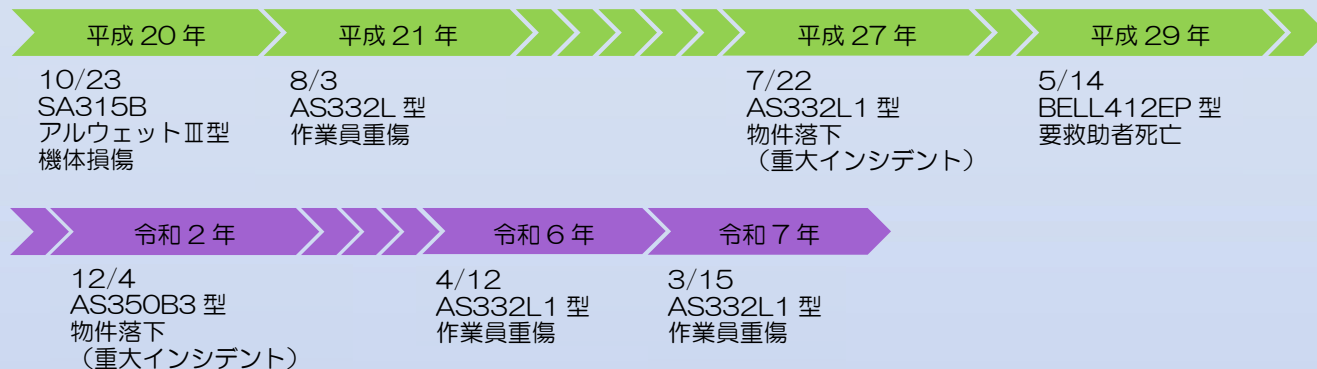 平成 20 年
平成 21 年
平成 27 年
平成 29 年
10/23
SA315B
アルウェットⅢ型
機体損傷
8/3
AS332L 型
作業員重傷
7/22
AS332L1 型
物件落下
（重大インシデント）
5/14
BELL412EP 型
要救助者死亡
令和 2 年
令和 6 年
令和 7 年
12/4
AS350B3 型
物件落下
（重大インシデント）
4/12
AS332L1 型
作業員重傷
3/15
AS332L1 型
作業員重傷